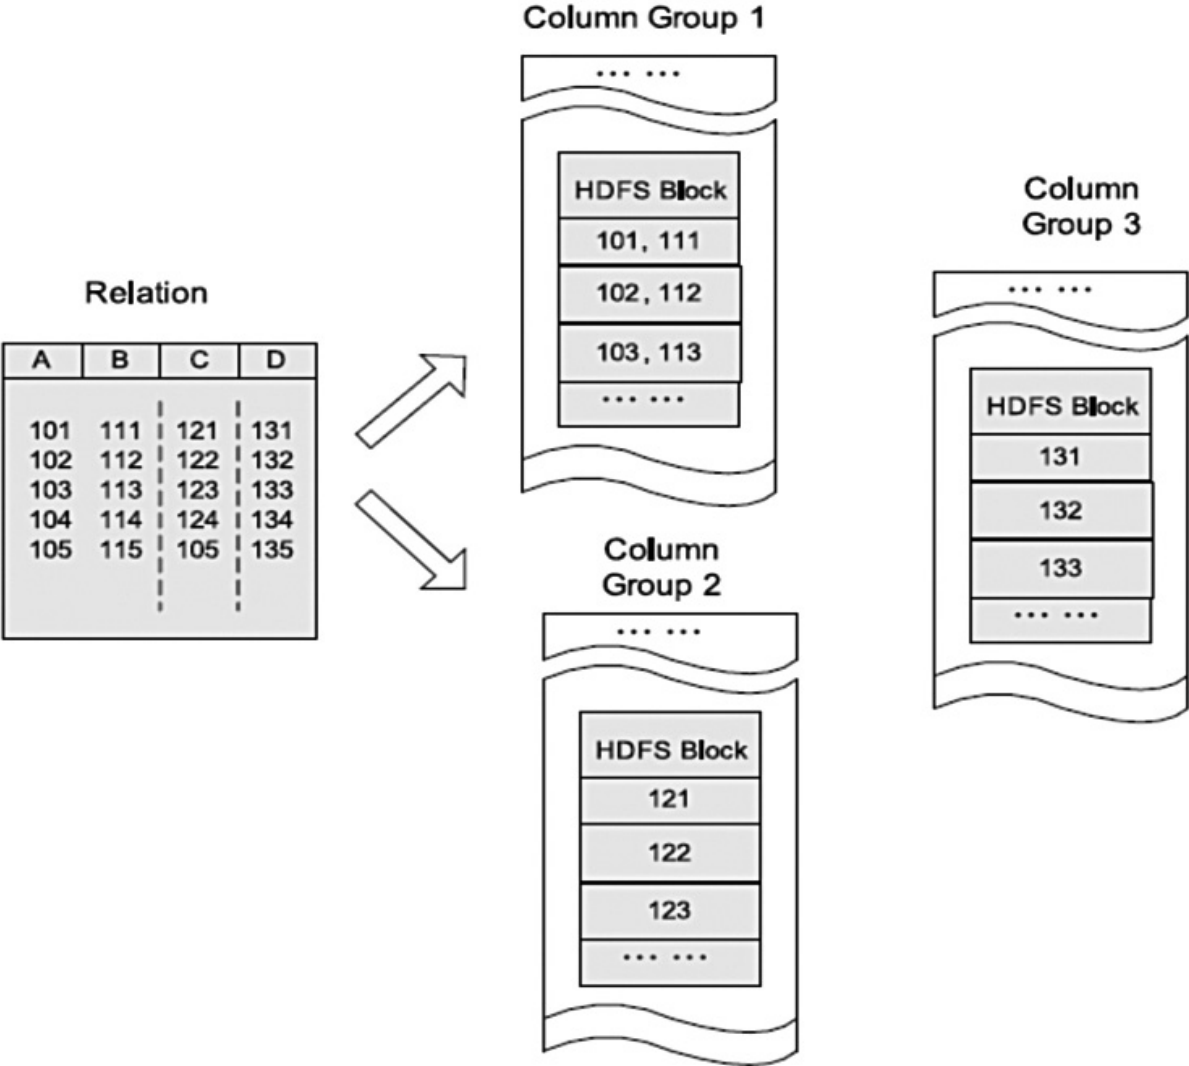 Column Group 1
... ...
HDFS Block
101, 111
102, 112
103, 113
... ...
Relation
A B C D
101 111 121 131
102 112 122 132
103 113 123 133
104 114 124 134
105 115 105 135
Column
Group 2
... ...
HDFS Block
121
122
123
... ...
Column
Group 3
... ...
HDFS Block
131
132
133
... ...